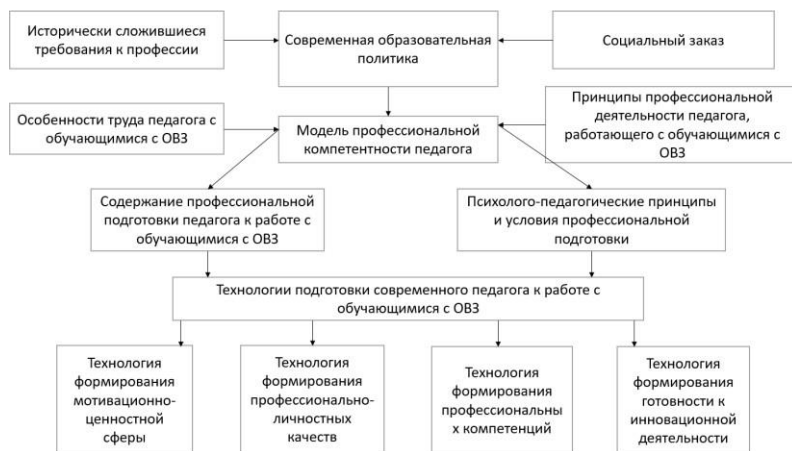 Исторически сложившиеся
требования к профессии
Современная образовательная
политика
Социальный заказ
Особенности труда педагога с
обучающимися с ОВЗ
Модель профессиональной
компетентности педагога
Принципы профессиональной
деятельности педагога,
работающего с обучающимися с
ОВЗ
Содержание профессиональной
подготовки педагога к работе с
обучающимися с ОВЗ
Психолого-педагогические принципы
и условия профессиональной
подготовки
Технологии подготовки современного педагога к работе с
обучающимися с ОВЗ
Технология
формирования
мотивационно-
ценностной
сферы
Технология
формирования
профессионально-
личностных
качеств
Технология
формирования
профессиональны
х компетенций
Технология
формирования
готовности к
инновационной
деятельности